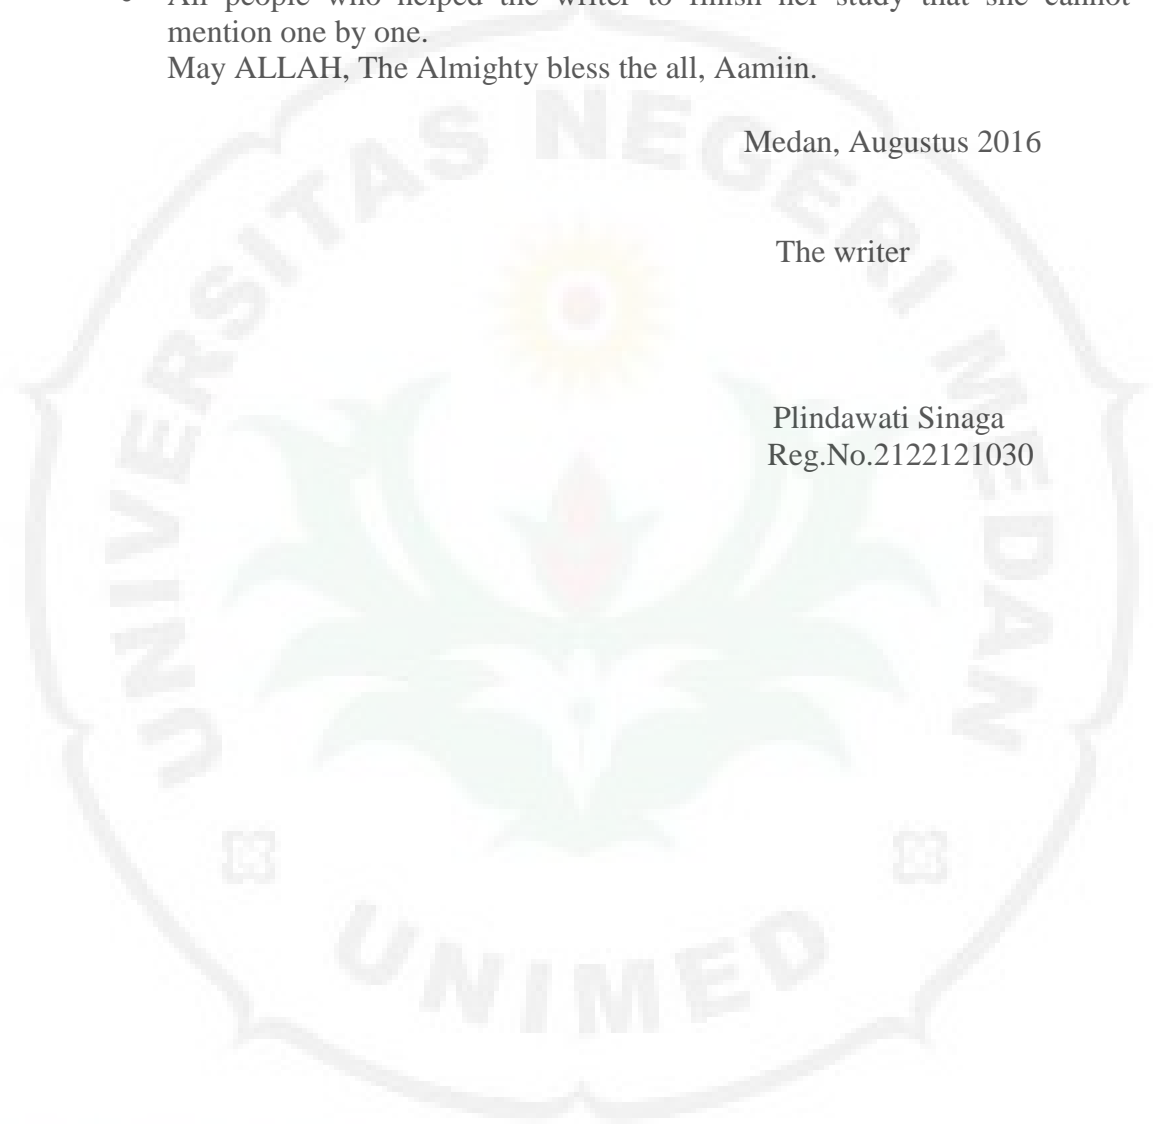 All people who helped the writer to finish her study that she cannot
mention one by one.
May ALLAH, The Almighty bless the all, Aamiin.
Medan, Augustus 2016
The writer
Plindawati Sinaga
Reg.No.2122121030
UNIVERSITAS NEGERI MEDAN
UNIMED